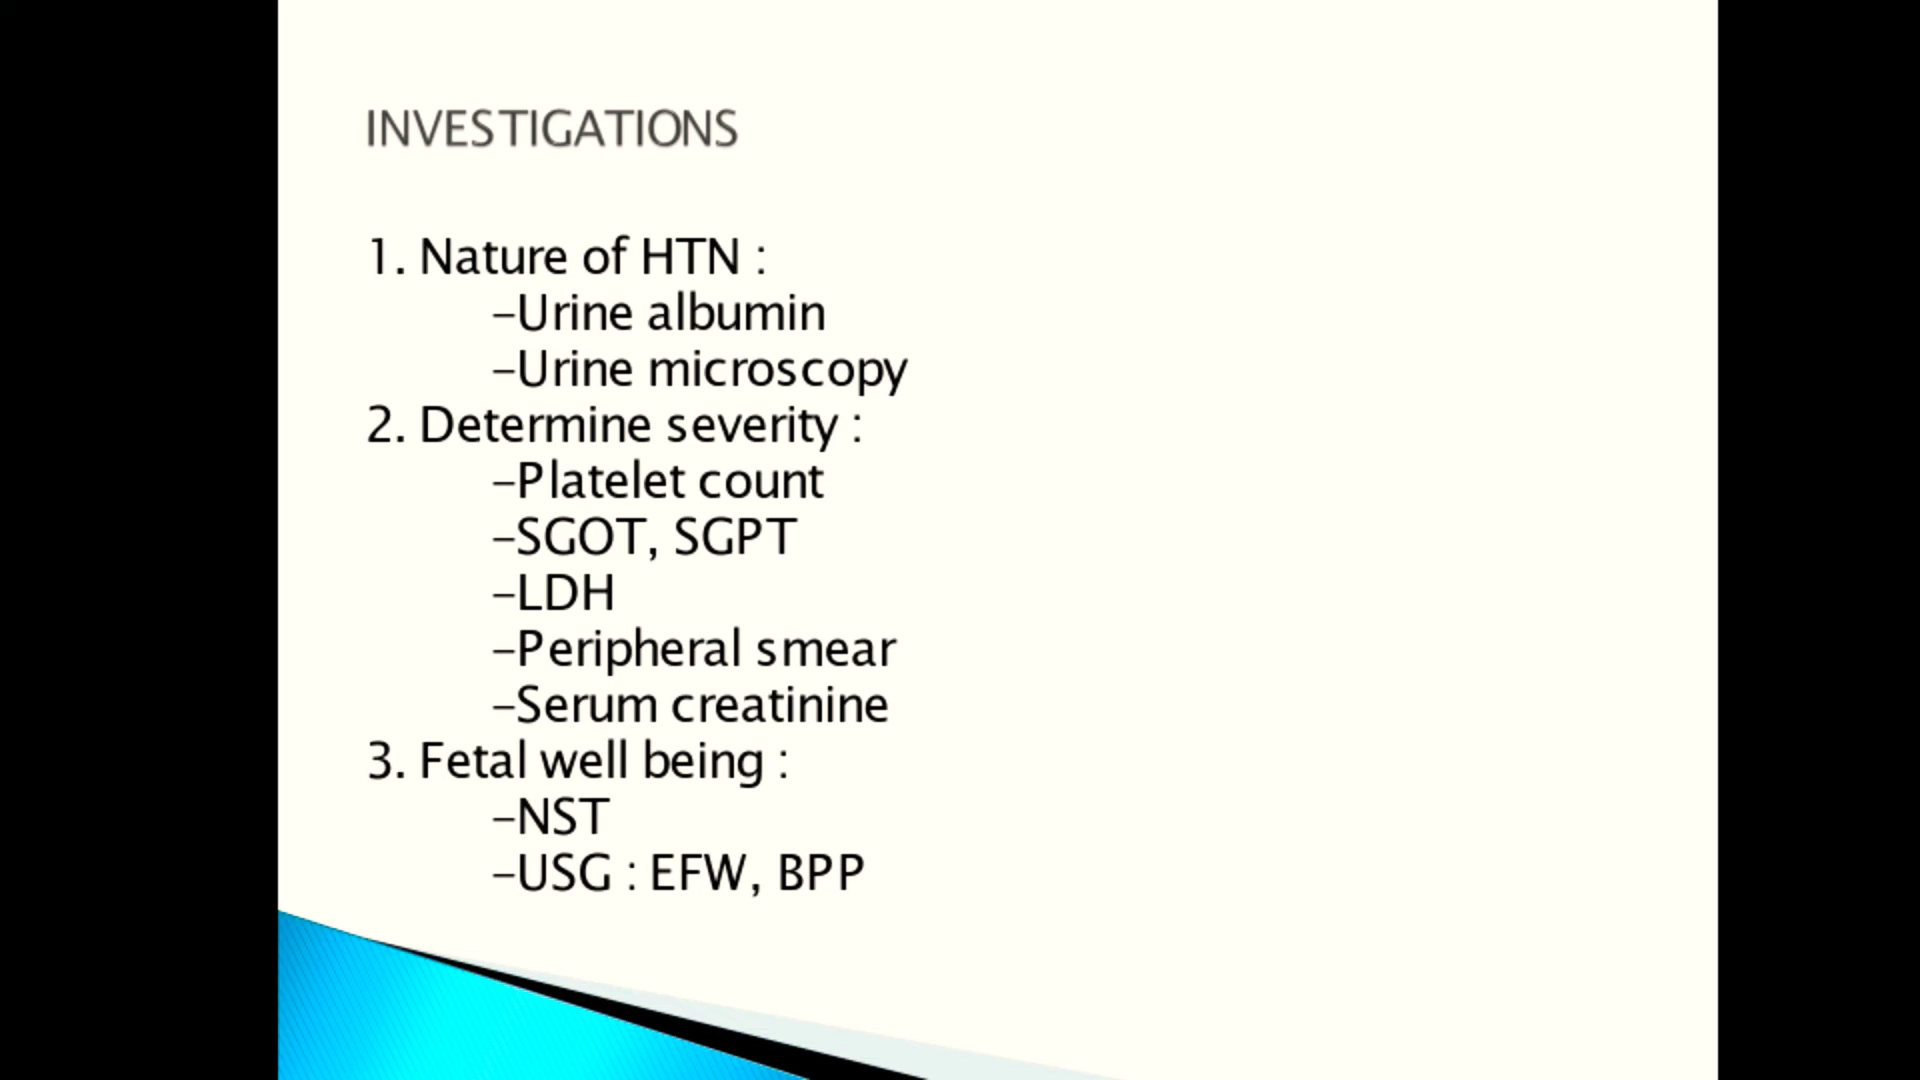 INVESTIGATIONS
1. Nature of HTN :
–Urine albumin
–Urine microscopy
2. Determine severity :
–Platelet count
–SGOT, SGPT
–LDH
–Peripheral smear
–Serum creatinine
3. Fetal well being :
–NST
–USG : EFW, BPP